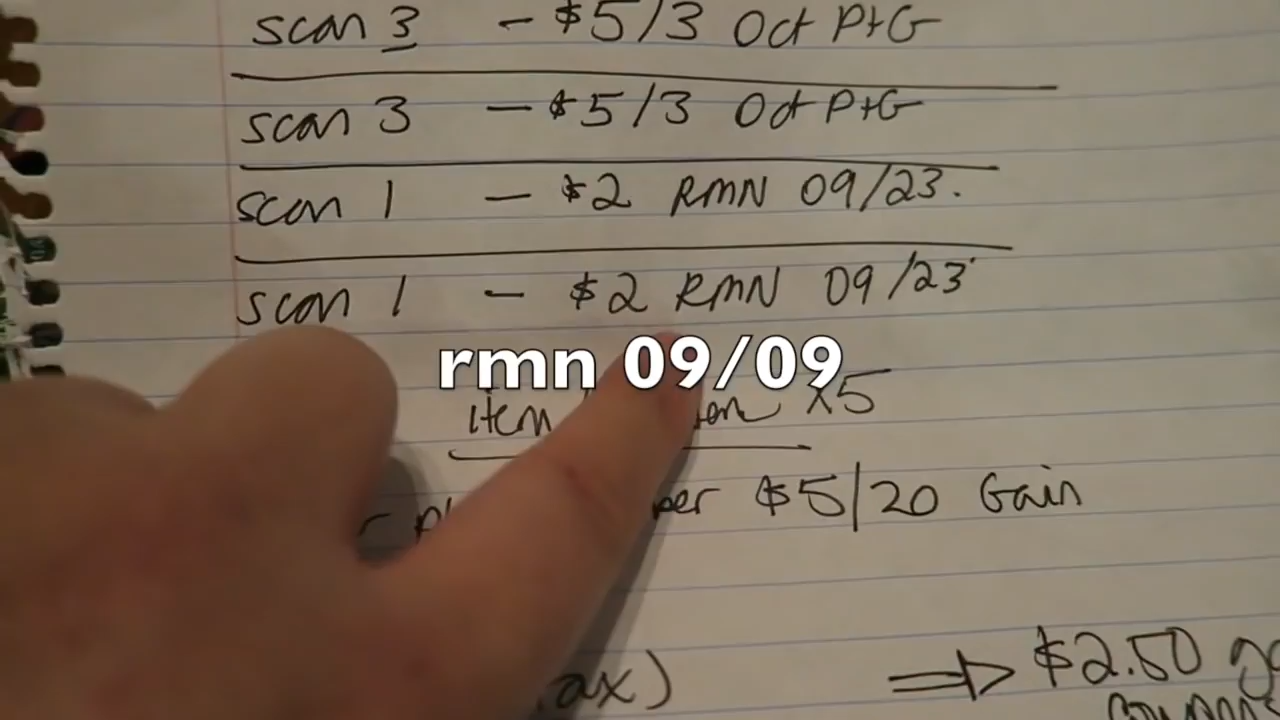 scan 3 - $5/3 Oct P+G
scan 3 - $5/3 Oct P+G
scan 1 - $2 RMN 09/23.
scan 1 - $2 RMN 09/23
rmn 09/09
item x5
per $5/20 Gain
ax) ⇒ $2.50